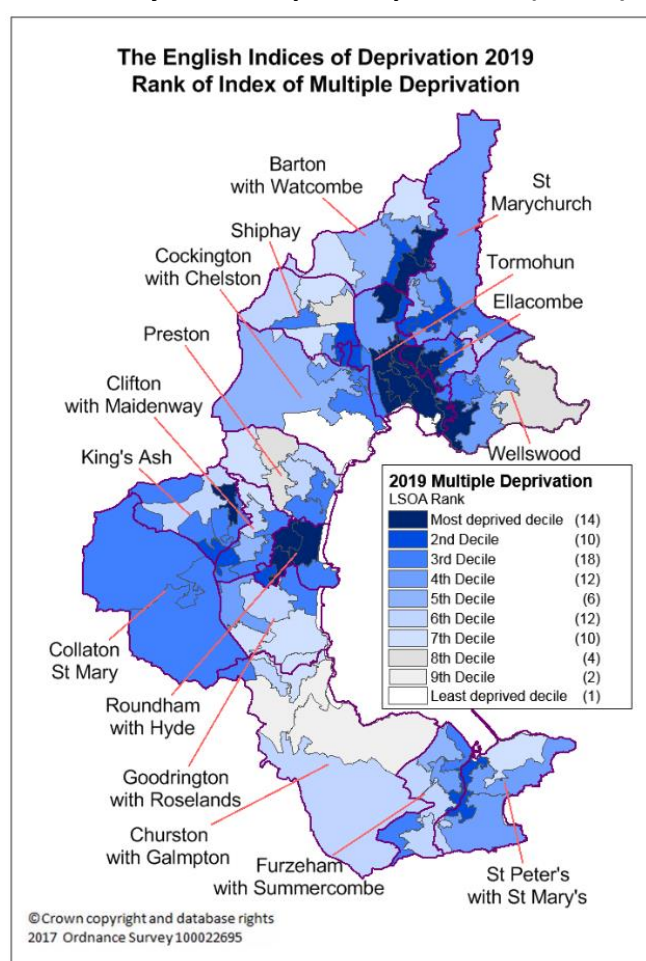 The English Indices of Deprivation 2019
Rank of Index of Multiple Deprivation
Barton
with Watcombe
St
Marychurch
Shiphay
Cockington
with Chelston
Tormohun
Ellacombe
Preston
Clifton
with Maidenway
King's Ash
Wellswood
2019 Multiple Deprivation
LSOA Rank
Most deprived decile (14)
2nd Decile (10)
3rd Decile (18)
4th Decile (12)
5th Decile (6)
6th Decile (12)
7th Decile (10)
8th Decile (4)
9th Decile (2)
Least deprived decile (1)
Collaton
St Mary
Roundham
with Hyde
Goodrington
with Roselands
Churston
with Galmpton
Furzeham
with Summercombe
St Peter's
with St Mary's
©Crown copyright and database rights
2017 Ordnance Survey 100022695